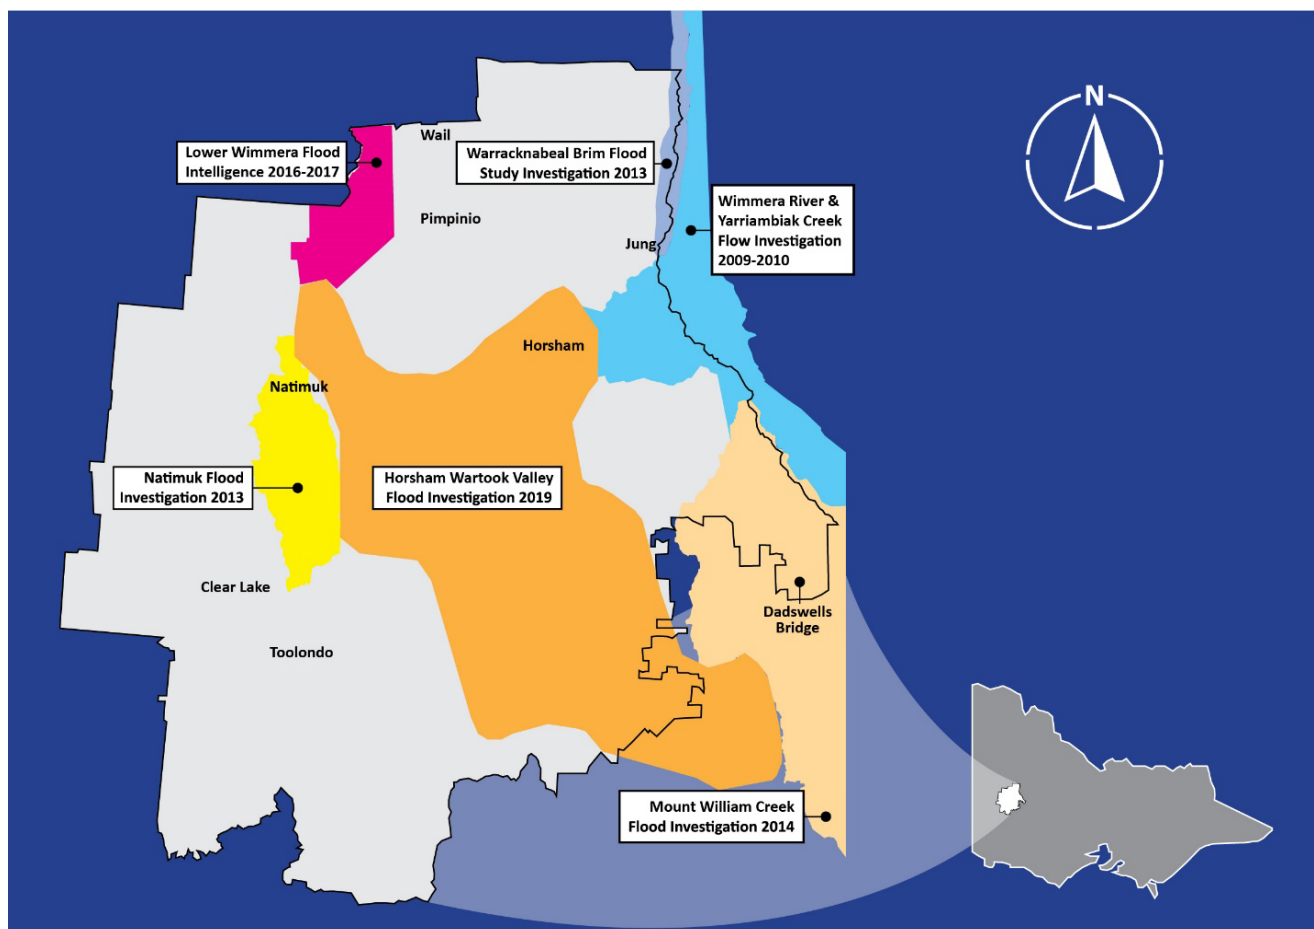 N
Wail
Lower Wimmera Flood
Intelligence 2016-2017
Warracknabeal Brim Flood
Study Investigation 2013
Wimmera River &
Yarriambiak Creek
Flow Investigation
2009-2010
Pimpinio
Jung
Horsham
Natimuk
Natimuk Flood
Investigation 2013
Horsham Wartook Valley
Flood Investigation 2019
Clear Lake
Dadswells
Bridge
Toolondo
Mount William Creek
Flood Investigation 2014